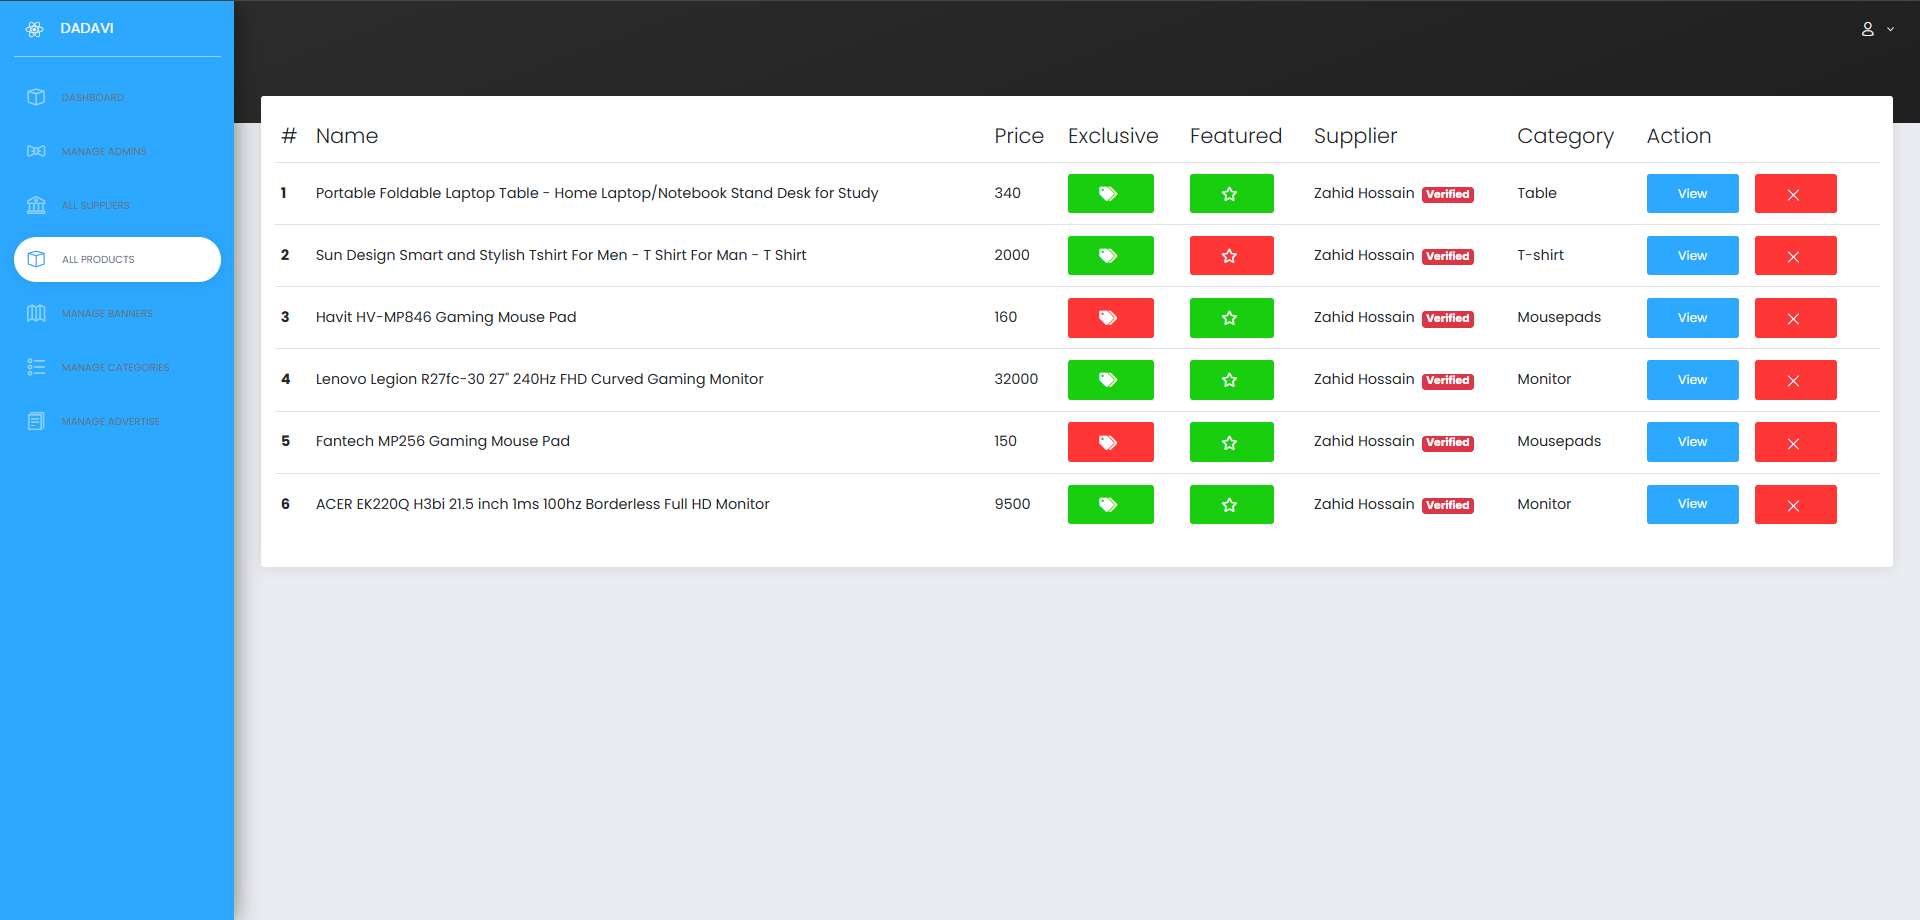 DADAVI
DASHBOARD
MANAGE ADMINS
ALL SUPPLIERS
ALL PRODUCTS
MANAGE BANNERS
MANAGE CATEGORIES
MANAGE ADVERTISE
# Name Price Exclusive Featured Supplier Category Action
1 Portable Foldable Laptop Table - Home Laptop/Notebook Stand Desk for Study 340 Zahid Hossain Verified Table View
2 Sun Design Smart and Stylish Tshirt For Men - T Shirt For Man - T Shirt 2000 Zahid Hossain Verified T-shirt View
3 Havit HV-MP846 Gaming Mouse Pad 160 Zahid Hossain Verified Mousepads View
4 Lenovo Legion R27fc-30 27" 240Hz FHD Curved Gaming Monitor 32000 Zahid Hossain Verified Monitor View
5 Fantech MP256 Gaming Mouse Pad 150 Zahid Hossain Verified Mousepads View
6 ACER EK220Q H3bi 21.5 inch 1ms 100hz Borderless Full HD Monitor 9500 Zahid Hossain Verified Monitor View